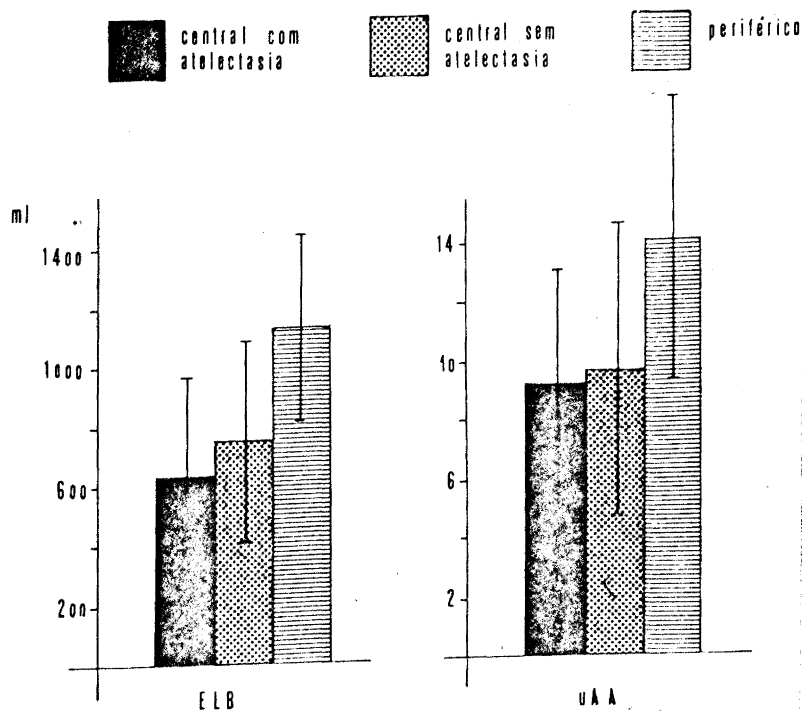 central com
atelectasia
central sem
atelectasia
periférico
ml
1400
1000
600
200
ELB
14
10
6
2
uAA